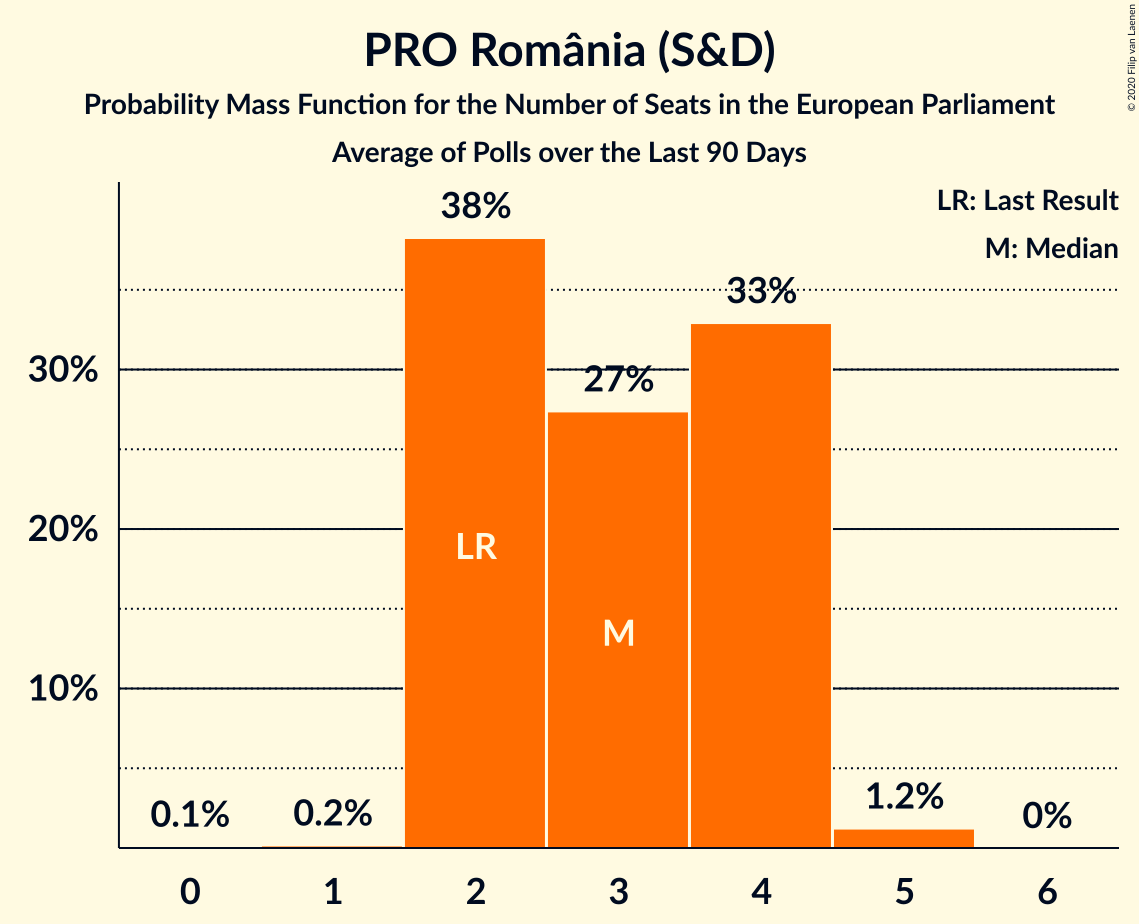 PRO România (S&D)
Probability Mass Function for the Number of Seats in the European Parliament
Average of Polls over the Last 90 Days
© 2020 Filip van Laenen
LR: Last Result
M: Median
38%
33%
27%
30%
20%
10%
LR
M
0.1%
0.2%
1.2%
0%
0
1
2
3
4
5
6